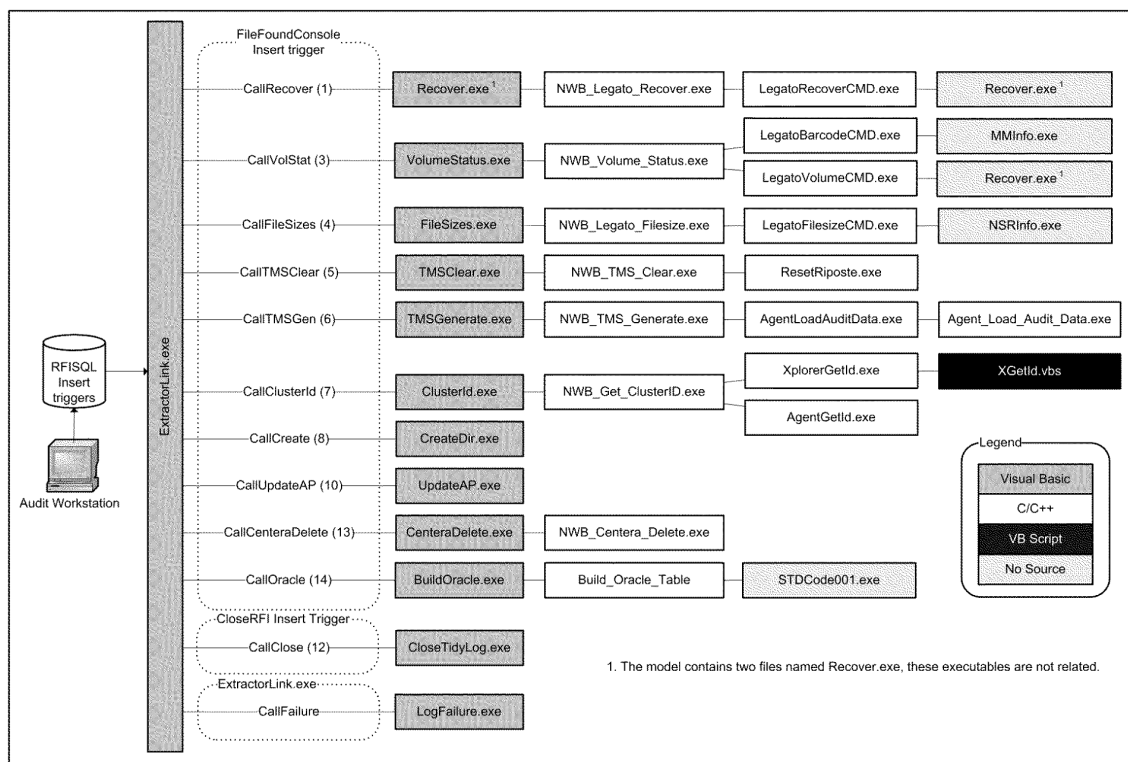 FileFoundConsole
Insert trigger
CallRecover (1)
Recover.exe 1
NWB_Legato_Recover.exe
LegatoRecoverCMD.exe
Recover.exe 1
CallVolStat (3)
VolumeStatus.exe
NWB_Volume_Status.exe
LegatoBarcodeCMD.exe
MMInfo.exe
LegatoVolumeCMD.exe
Recover.exe 1
CallFileSizes (4)
FileSizes.exe
NWB_Legato_Filesize.exe
LegatoFilesizeCMD.exe
NSRInfo.exe
CallTMSClear (5)
TMSClear.exe
NWB_TMS_Clear.exe
ResetRiposte.exe
CallTMSGen (6)
TMSGenerate.exe
NWB_TMS_Generate.exe
AgentLoadAuditData.exe
Agent_Load_Audit_Data.exe
RFISQL
Insert
triggers
Audit Workstation
ExtractorLink.exe
CallClusterId (7)
ClusterId.exe
NWB_Get_ClusterID.exe
XplorerGetId.exe
XGetId.vbs
AgentGetId.exe
CallCreate (8)
CreateDir.exe
CallUpdateAP (10)
UpdateAP.exe
CallCenteraDelete (13)
CenteraDelete.exe
NWB_Centera_Delete.exe
CallOracle (14)
BuildOracle.exe
Build_Oracle_Table
STDCode001.exe
Legend
Visual Basic
C/C++
VB Script
No Source
CloseRFI Insert Trigger
CallClose (12)
CloseTidyLog.exe
1. The model contains two files named Recover.exe, these executables are not related.
ExtractorLink.exe
CallFailure
LogFailure.exe